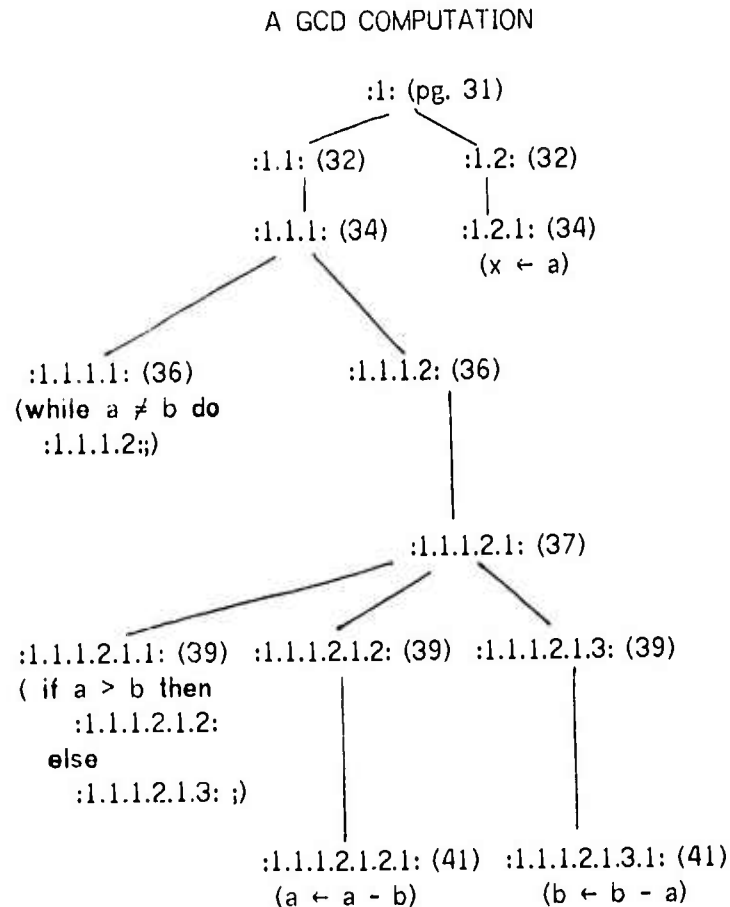 A GCD COMPUTATION
:1: (pg. 31)
:1.1: (32) :1.2: (32)
:1.1.1: (34) :1.2.1: (34)
(x ← a)
:1.1.1.1: (36) :1.1.1.2: (36)
(while a ≠ b do
:1.1.1.2:;)
:1.1.1.2.1: (37)
:1.1.1.2.1.1: (39) :1.1.1.2.1.2: (39) :1.1.1.2.1.3: (39)
( if a > b then
:1.1.1.2.1.2:
else
:1.1.1.2.1.3: ;)
:1.1.1.2.1.2.1: (41) :1.1.1.2.1.3.1: (41)
(a ← a - b) (b ← b - a)